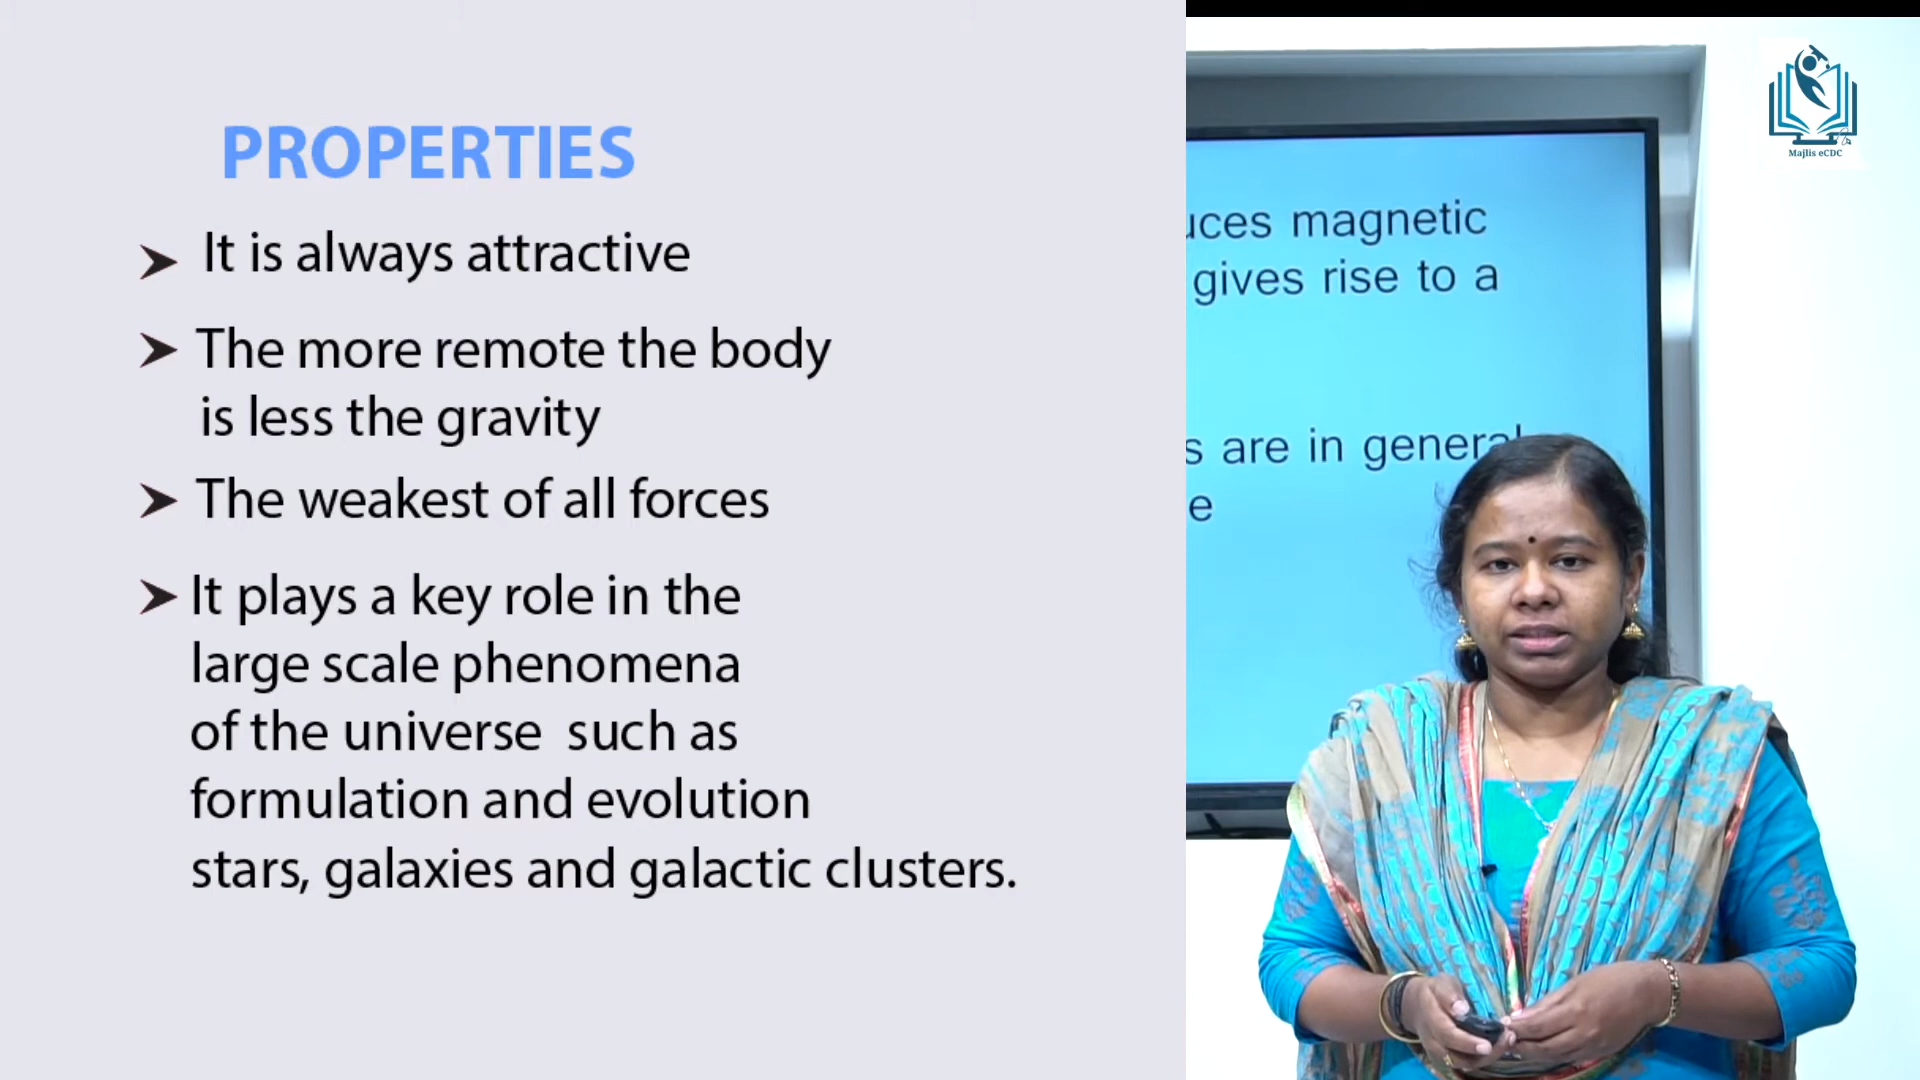 PROPERTIES
It is always attractive
The more remote the body
is less the gravity
The weakest of all forces
It plays a key role in the
large scale phenomena
of the universe such as
formulation and evolution
stars, galaxies and galactic clusters.
magnetic
gives rise to a
are in general
Majlis eCDC